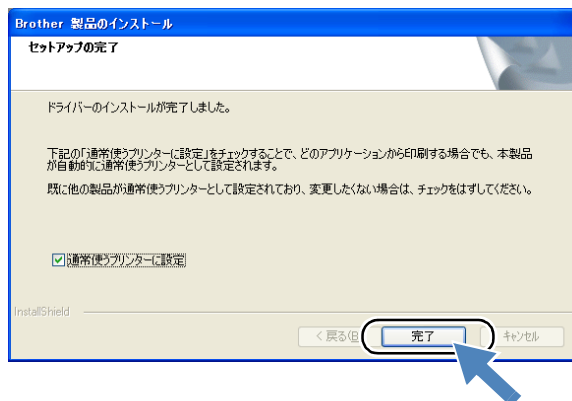 Brother 製品のインストール
セットアップの完了
ドライバーのインストールが完了しました。
下記の「通常使うプリンターに設定」をチェックすることで、どのアプリケーションから印刷する場合でも、本製品
が自動的に通常使うプリンターとして設定されます。
既に他の製品が通常使うプリンターとして設定されており、変更したくない場合は、チェックをはずしてください。
通常使うプリンターに設定
InstallShield
< 戻る(B 完了 キャンセル